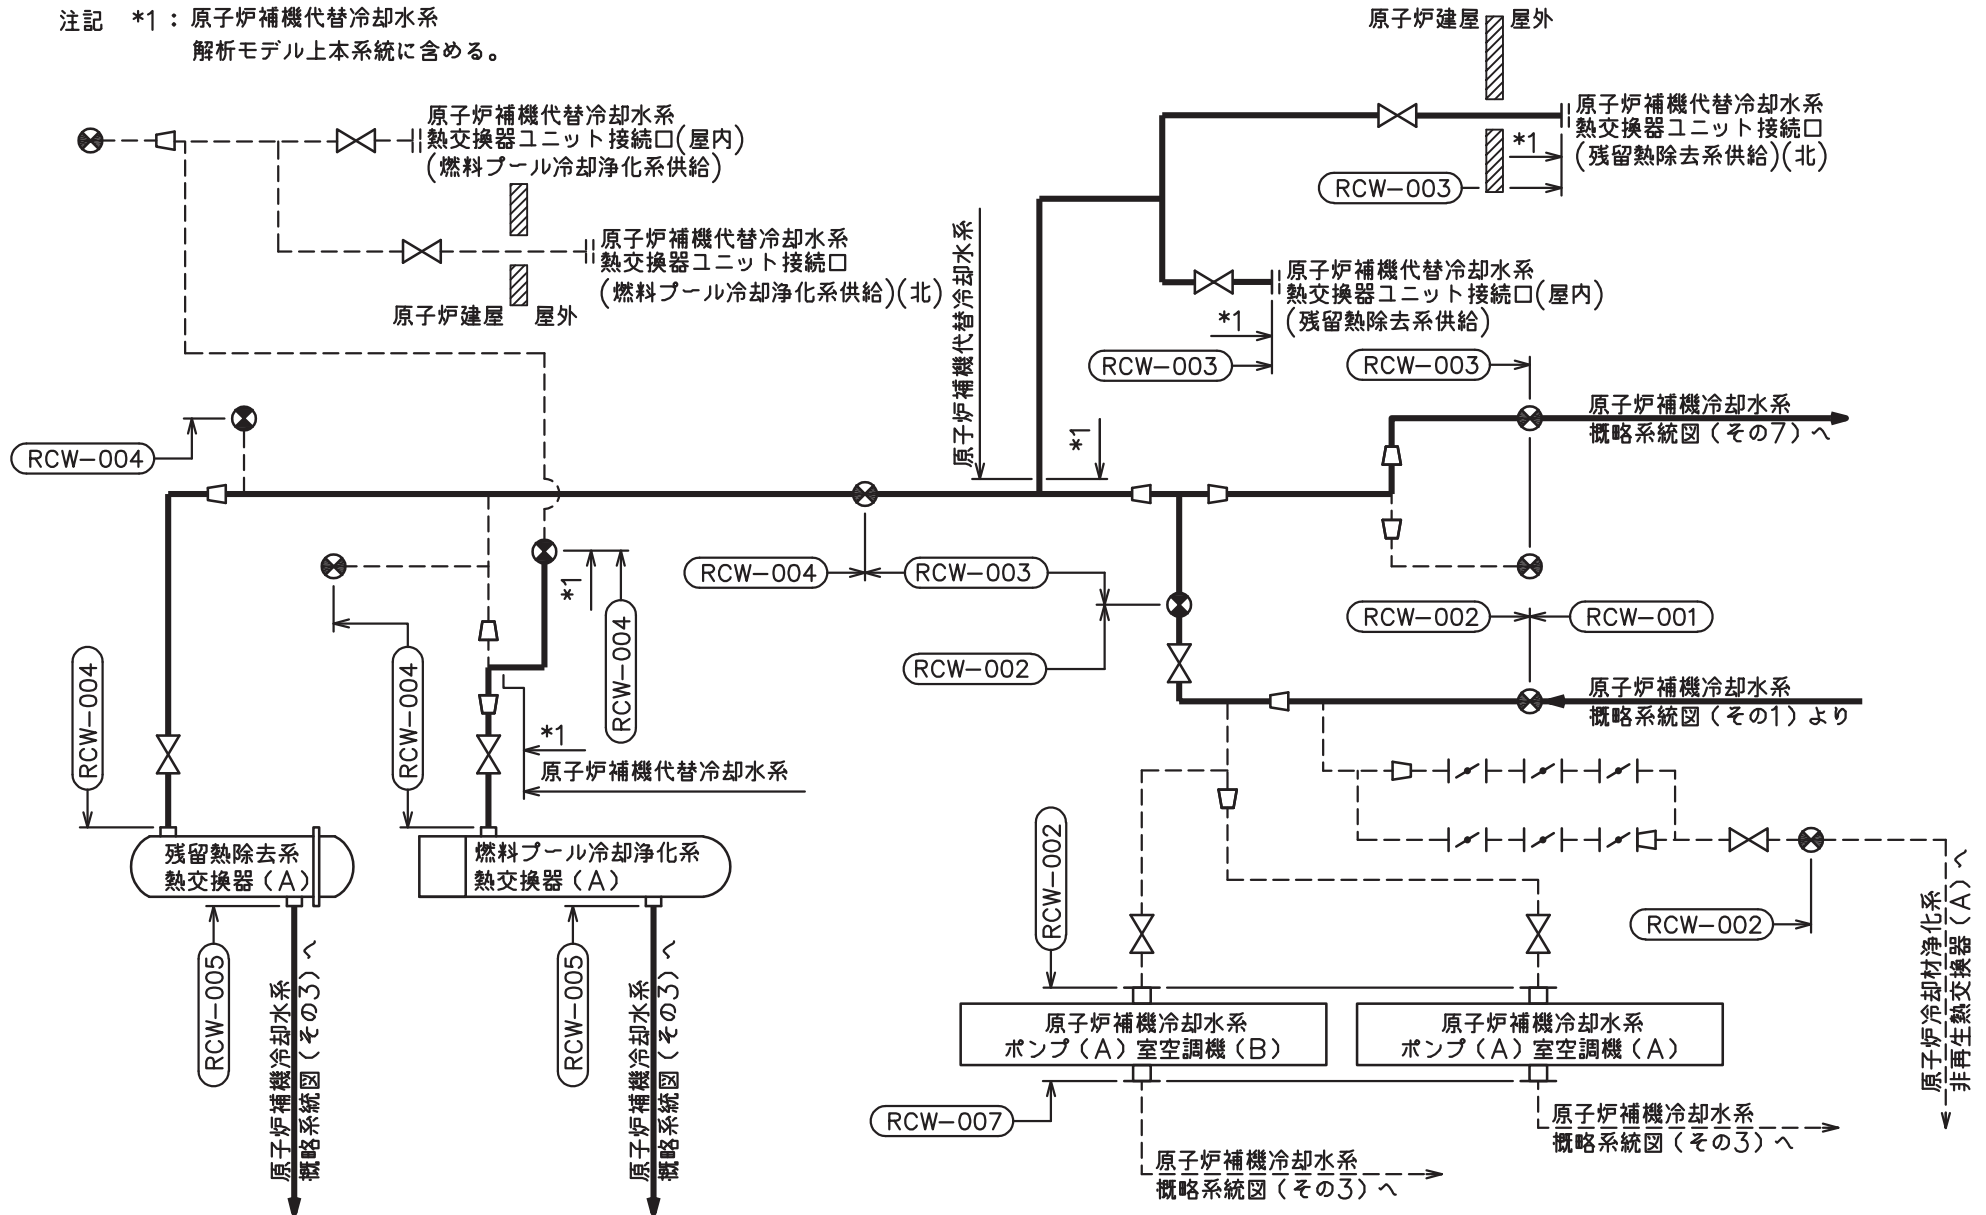 注記 *1 : 原子炉補機代替冷却水系
解析モデル上本系統に含める。
原子炉建屋 屋外
原子炉補機代替冷却水系
熱交換器ユニット接続口(屋内)
(燃料プール冷却浄化系供給)
原子炉補機代替冷却水系
熱交換器ユニット接続口
(残留熱除去系供給)(北)
*1
RCW-003
原子炉補機代替冷却水系
熱交換器ユニット接続口
(燃料プール冷却浄化系供給)(北)
原子炉建屋 屋外
原子炉補機代替冷却水系
原子炉補機代替冷却水系
熱交換器ユニット接続口(屋内)
(残留熱除去系供給)
*1
RCW-003
RCW-003
原子炉補機冷却水系
概略系統図(その7)へ
*1
RCW-004
RCW-004
RCW-003
*1
RCW-004
RCW-002
RCW-001
RCW-002
原子炉補機冷却水系
概略系統図(その1)より
RCW-004
RCW-004
*1
原子炉補機代替冷却水系
残留熱除去系
熱交換器(A)
燃料プール冷却浄化系
熱交換器(A)
RCW-002
RCW-002
原子炉冷却材浄化系
非再生熱交換器(A)へ
RCW-005
原子炉補機冷却水系
概略系統図(その3)へ
RCW-005
原子炉補機冷却水系
概略系統図(その3)へ
原子炉補機冷却水系
ポンプ(A)室空調機(B)
原子炉補機冷却水系
ポンプ(A)室空調機(A)
RCW-007
原子炉補機冷却水系
概略系統図(その3)へ
原子炉補機冷却水系
概略系統図(その3)へ